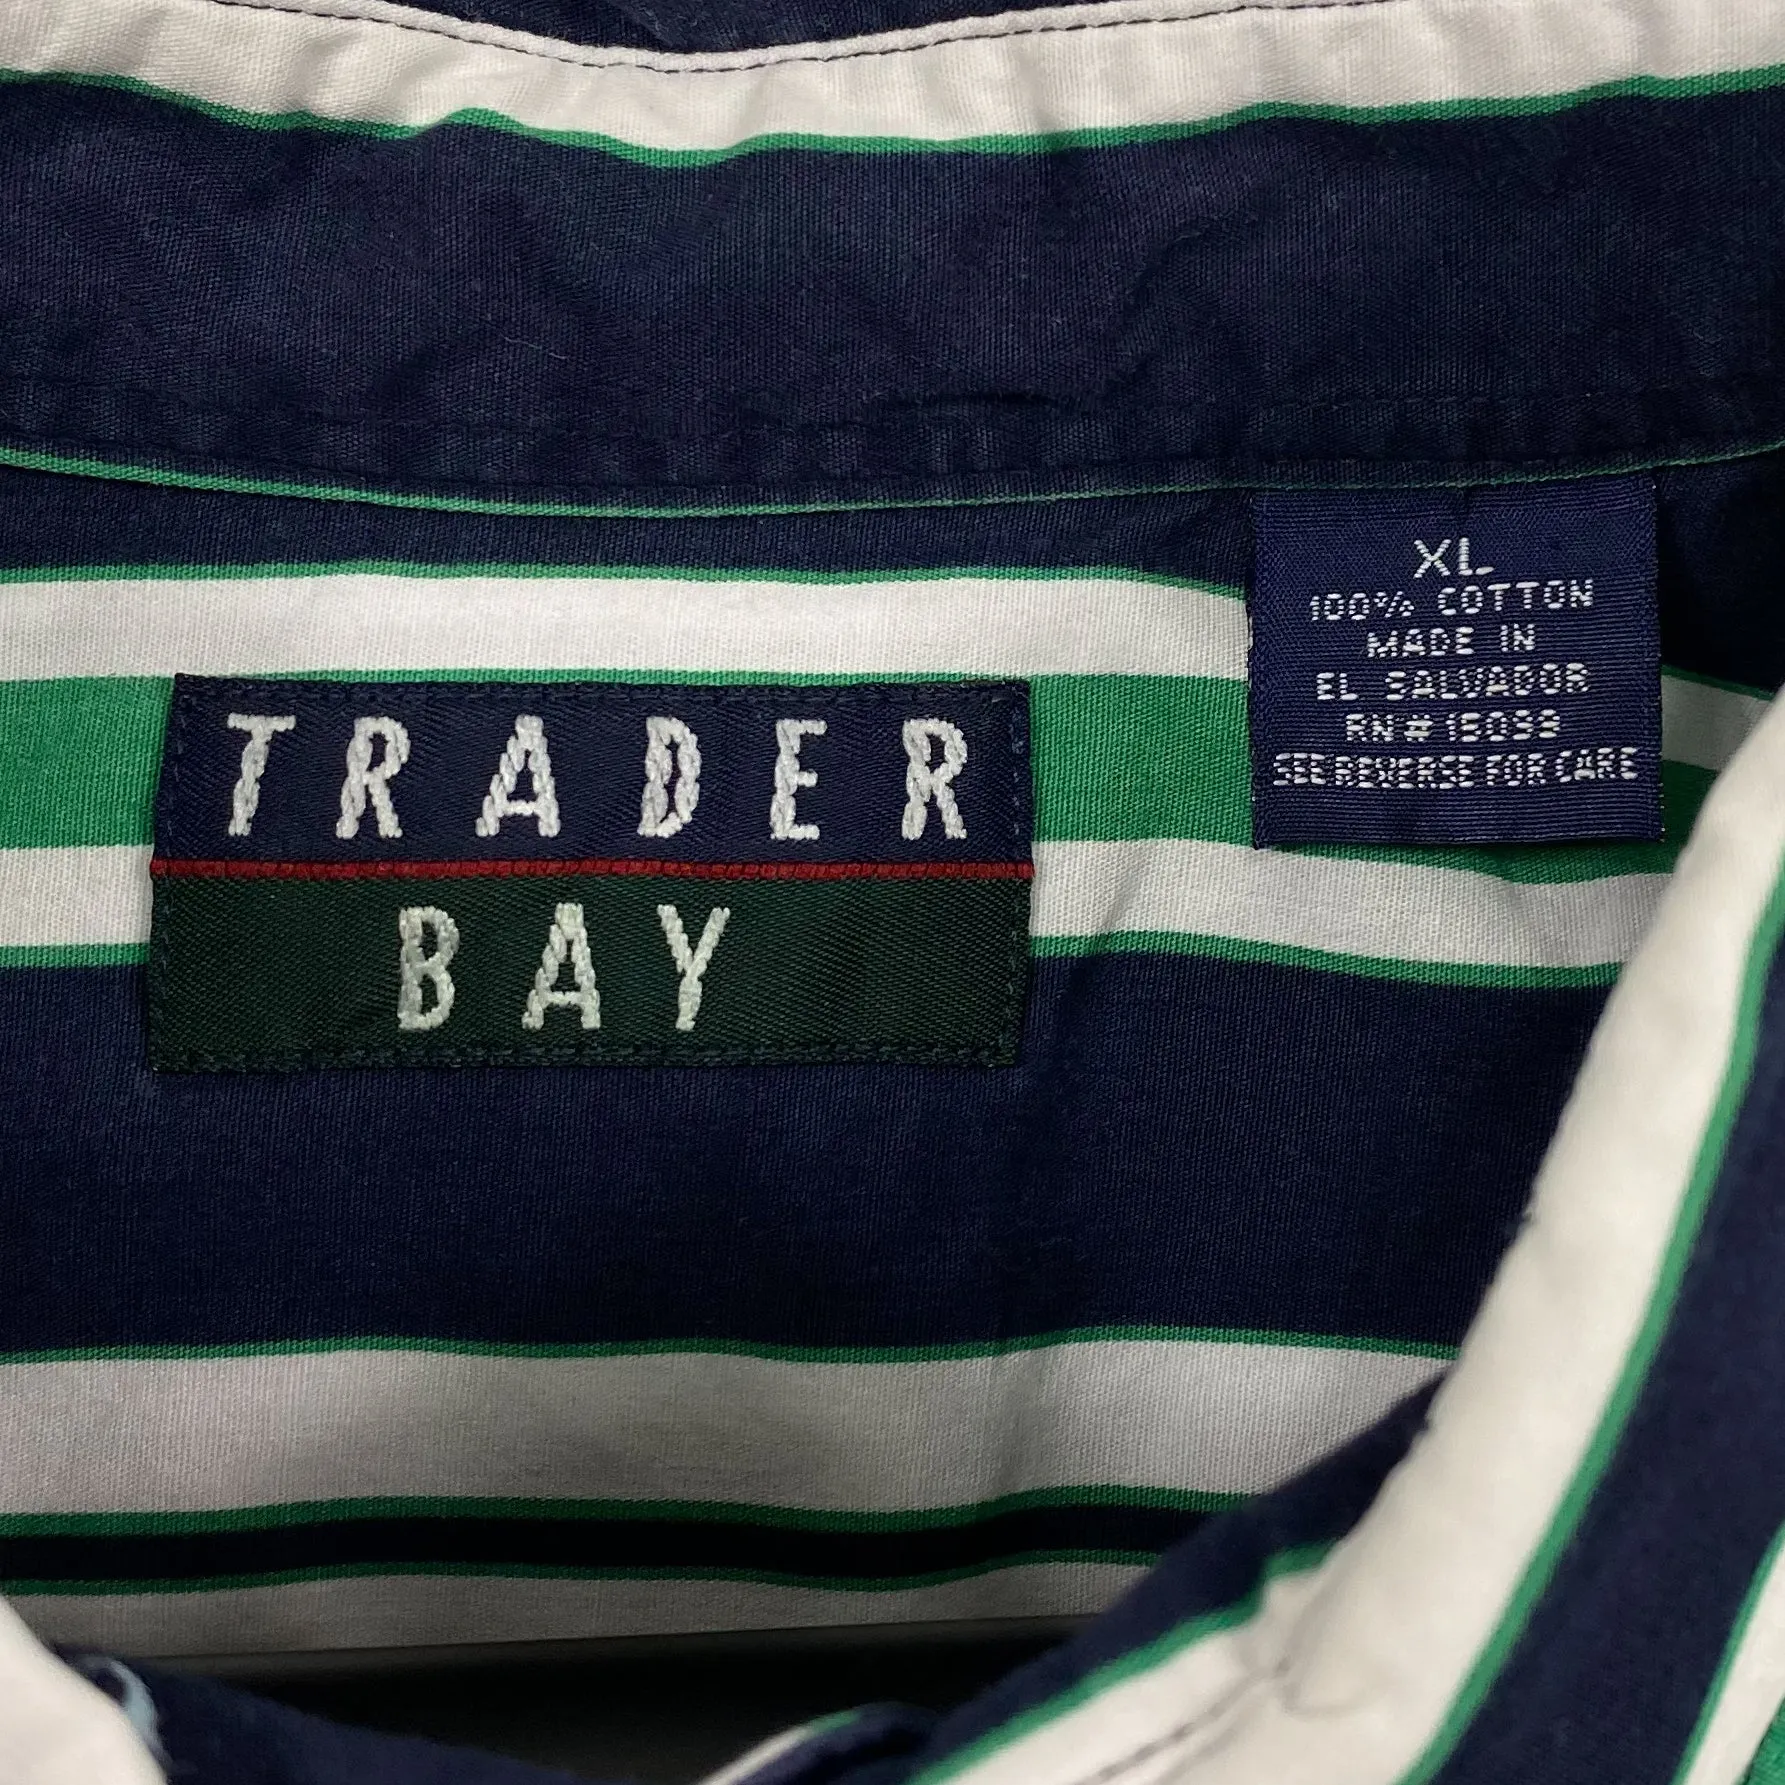 TRADER
BAY
XL
100% COTTON
MADE IN
EL SALVADOR
RN# 15099
SEE REVERSE FOR CARE